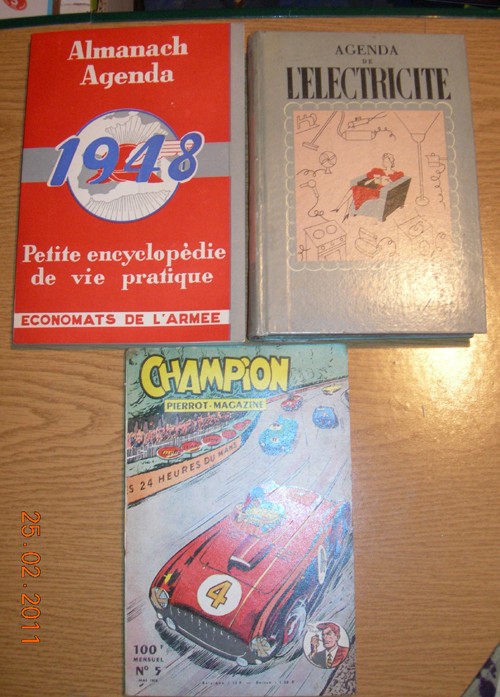 Almanach
Agenda
1948
Petite encyclopèdie
de vie pratique
ECONOMATS DE L'ARMEE
AGENDA
DE
L'ELECTRICITE
CHAMPiON
PIERROT-MAGAZINE
S 24 HEURES DU MANS
4
100F
MENSUEL
N° 5
25.02.2011